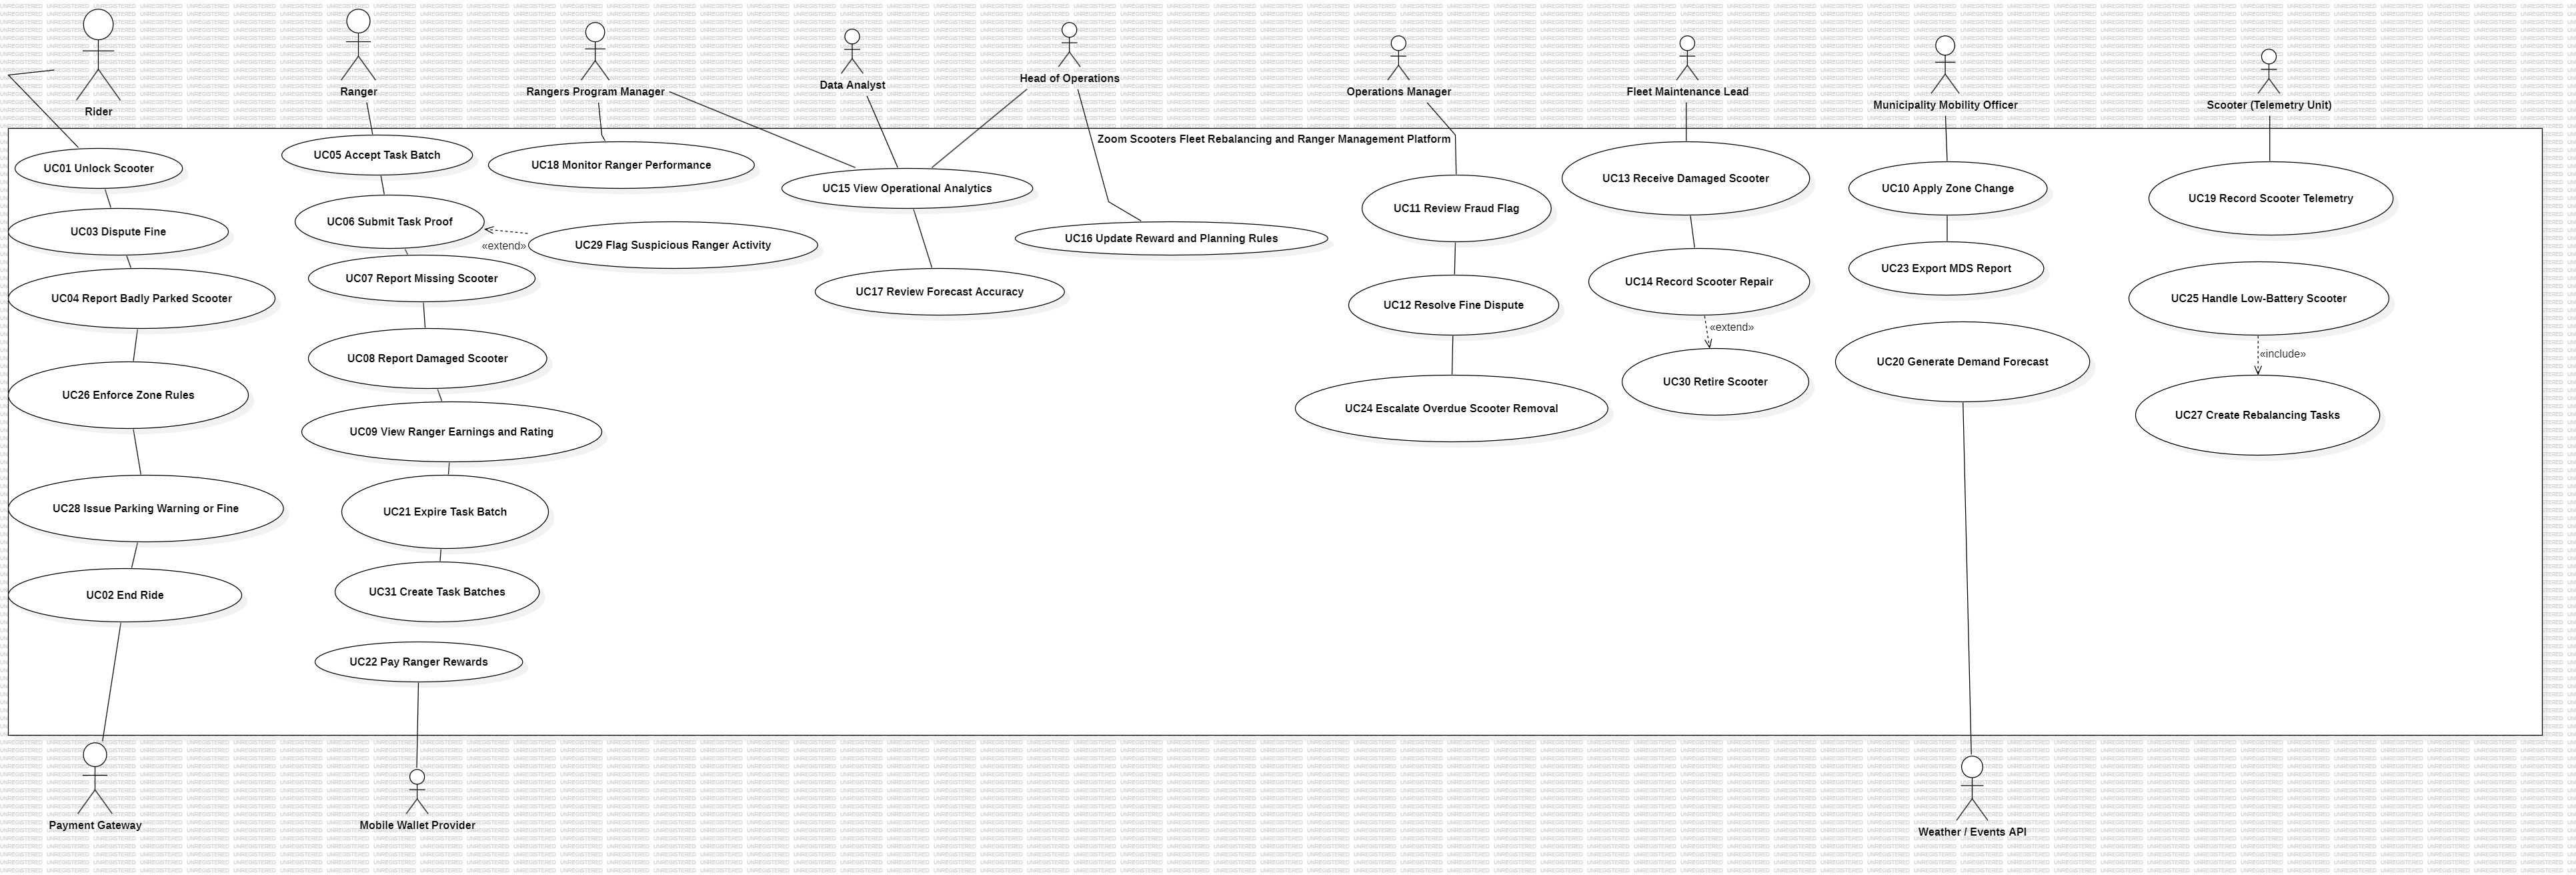 Rider
Ranger
Rangers Program Manager
Data Analyst
Head of Operations
Operations Manager
Fleet Maintenance Lead
Municipality Mobility Officer
Scooter (Telemetry Unit)
Zoom Scooters Fleet Rebalancing and Ranger Management Platform
UC01 Unlock Scooter
UC03 Dispute Fine
UC04 Report Badly Parked Scooter
UC26 Enforce Zone Rules
UC28 Issue Parking Warning or Fine
UC02 End Ride
UC05 Accept Task Batch
UC06 Submit Task Proof
«extend»
UC29 Flag Suspicious Ranger Activity
UC07 Report Missing Scooter
UC08 Report Damaged Scooter
UC09 View Ranger Earnings and Rating
UC21 Expire Task Batch
UC31 Create Task Batches
UC22 Pay Ranger Rewards
UC18 Monitor Ranger Performance
UC15 View Operational Analytics
UC17 Review Forecast Accuracy
UC16 Update Reward and Planning Rules
UC11 Review Fraud Flag
UC12 Resolve Fine Dispute
UC24 Escalate Overdue Scooter Removal
UC13 Receive Damaged Scooter
UC14 Record Scooter Repair
«extend»
UC30 Retire Scooter
UC10 Apply Zone Change
UC23 Export MDS Report
UC20 Generate Demand Forecast
UC19 Record Scooter Telemetry
UC25 Handle Low-Battery Scooter
«include»
UC27 Create Rebalancing Tasks
Payment Gateway
Mobile Wallet Provider
Weather / Events API
UNREGISTERED